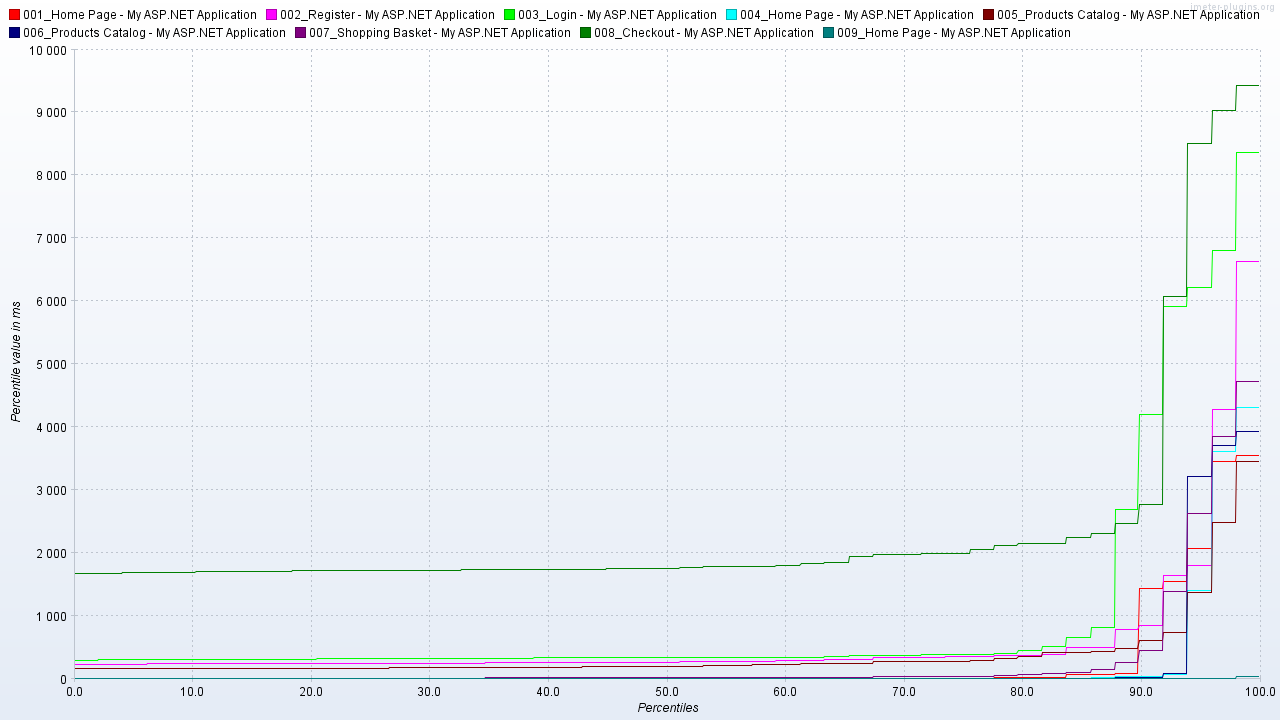 jmeter-plugins.org
001_Home Page - My ASP.NET Application 002_Register - My ASP.NET Application 003_Login - My ASP.NET Application 004_Home Page - My ASP.NET Application 005_Products Catalog - My ASP.NET Application
006_Products Catalog - My ASP.NET Application 007_Shopping Basket - My ASP.NET Application 008_Checkout - My ASP.NET Application 009_Home Page - My ASP.NET Application
10 000
9 000
8 000
7 000
6 000
5 000
4 000
3 000
2 000
1 000
0
Percentile value in ms
0.0 10.0 20.0 30.0 40.0 50.0 60.0 70.0 80.0 90.0 100.0
Percentiles